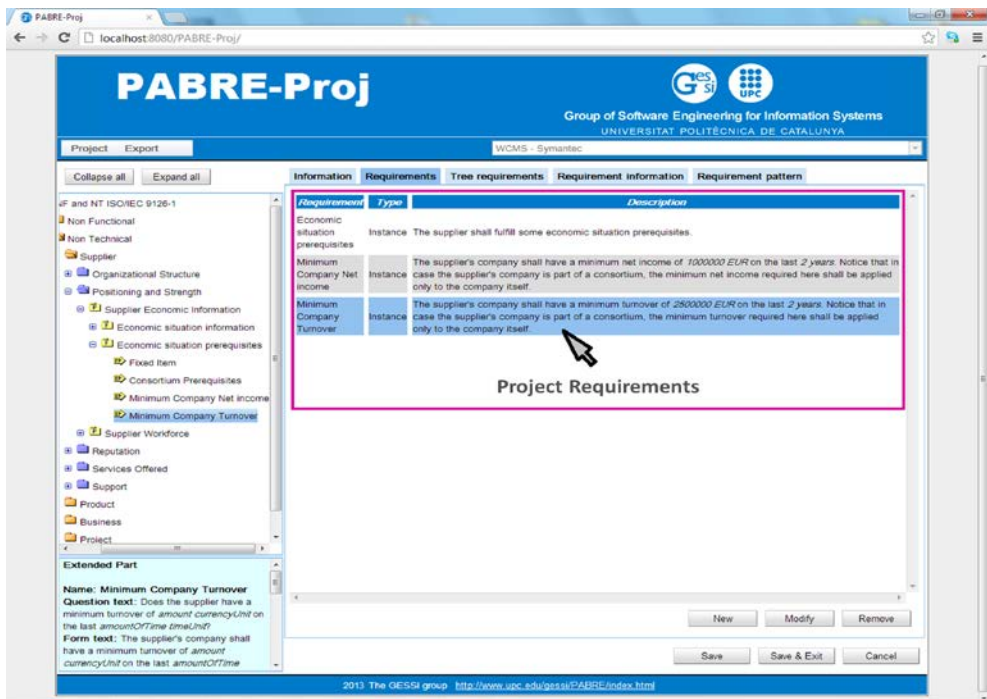 PABRE-Proj
localhost:8080/PABRE-Proj/
PABRE-Proj
Ges
si
UPC
Group of Software Engineering for Information Systems
UNIVERSITAT POLITÈCNICA DE CATALUNYA
Project Export
WCMS - Symantec
Collapse all Expand all
Information Requirements Tree requirements Requirement information Requirement pattern
and NT ISO/IEC 9126-1
Non Functional
Non Technical
Supplier
Organizational Structure
Positioning and Strength
Supplier Economic Information
Economic situation information
Economic situation prerequisites
Fixed Item
Consortium Prerequisites
Minimum Company Net income
Minimum Company Turnover
Supplier Workforce
Reputation
Services Offered
Support
Product
Business
Project
Requirement Type Description
Economic
situation
prerequisites
Instance The supplier shall fulfill some economic situation prerequisites.
Minimum
Company Net
income
Instance
The supplier's company shall have a minimum net income of 1000000 EUR on the last 2 years. Notice that in
case the supplier's company is part of a consortium, the minimum net income required here shall be applied
only to the company itself.
Minimum
Company
Turnover
Instance
The supplier's company shall have a minimum turnover of 2500000 EUR on the last 2 years. Notice that in
case the supplier's company is part of a consortium, the minimum turnover required here shall be applied
only to the company itself.
Project Requirements
Extended Part
Name: Minimum Company Turnover
Question text: Does the supplier have a
minimum turnover of amount currencyUnit on
the last amountOfTime timeUnit?
Form text: The supplier's company shall
have a minimum turnover of amount
currencyUnit on the last amountOfTime
New Modify Remove
Save Save & Exit Cancel
2013 The GESSI group http://www.upc.edu/gessi/PABRE/index.html